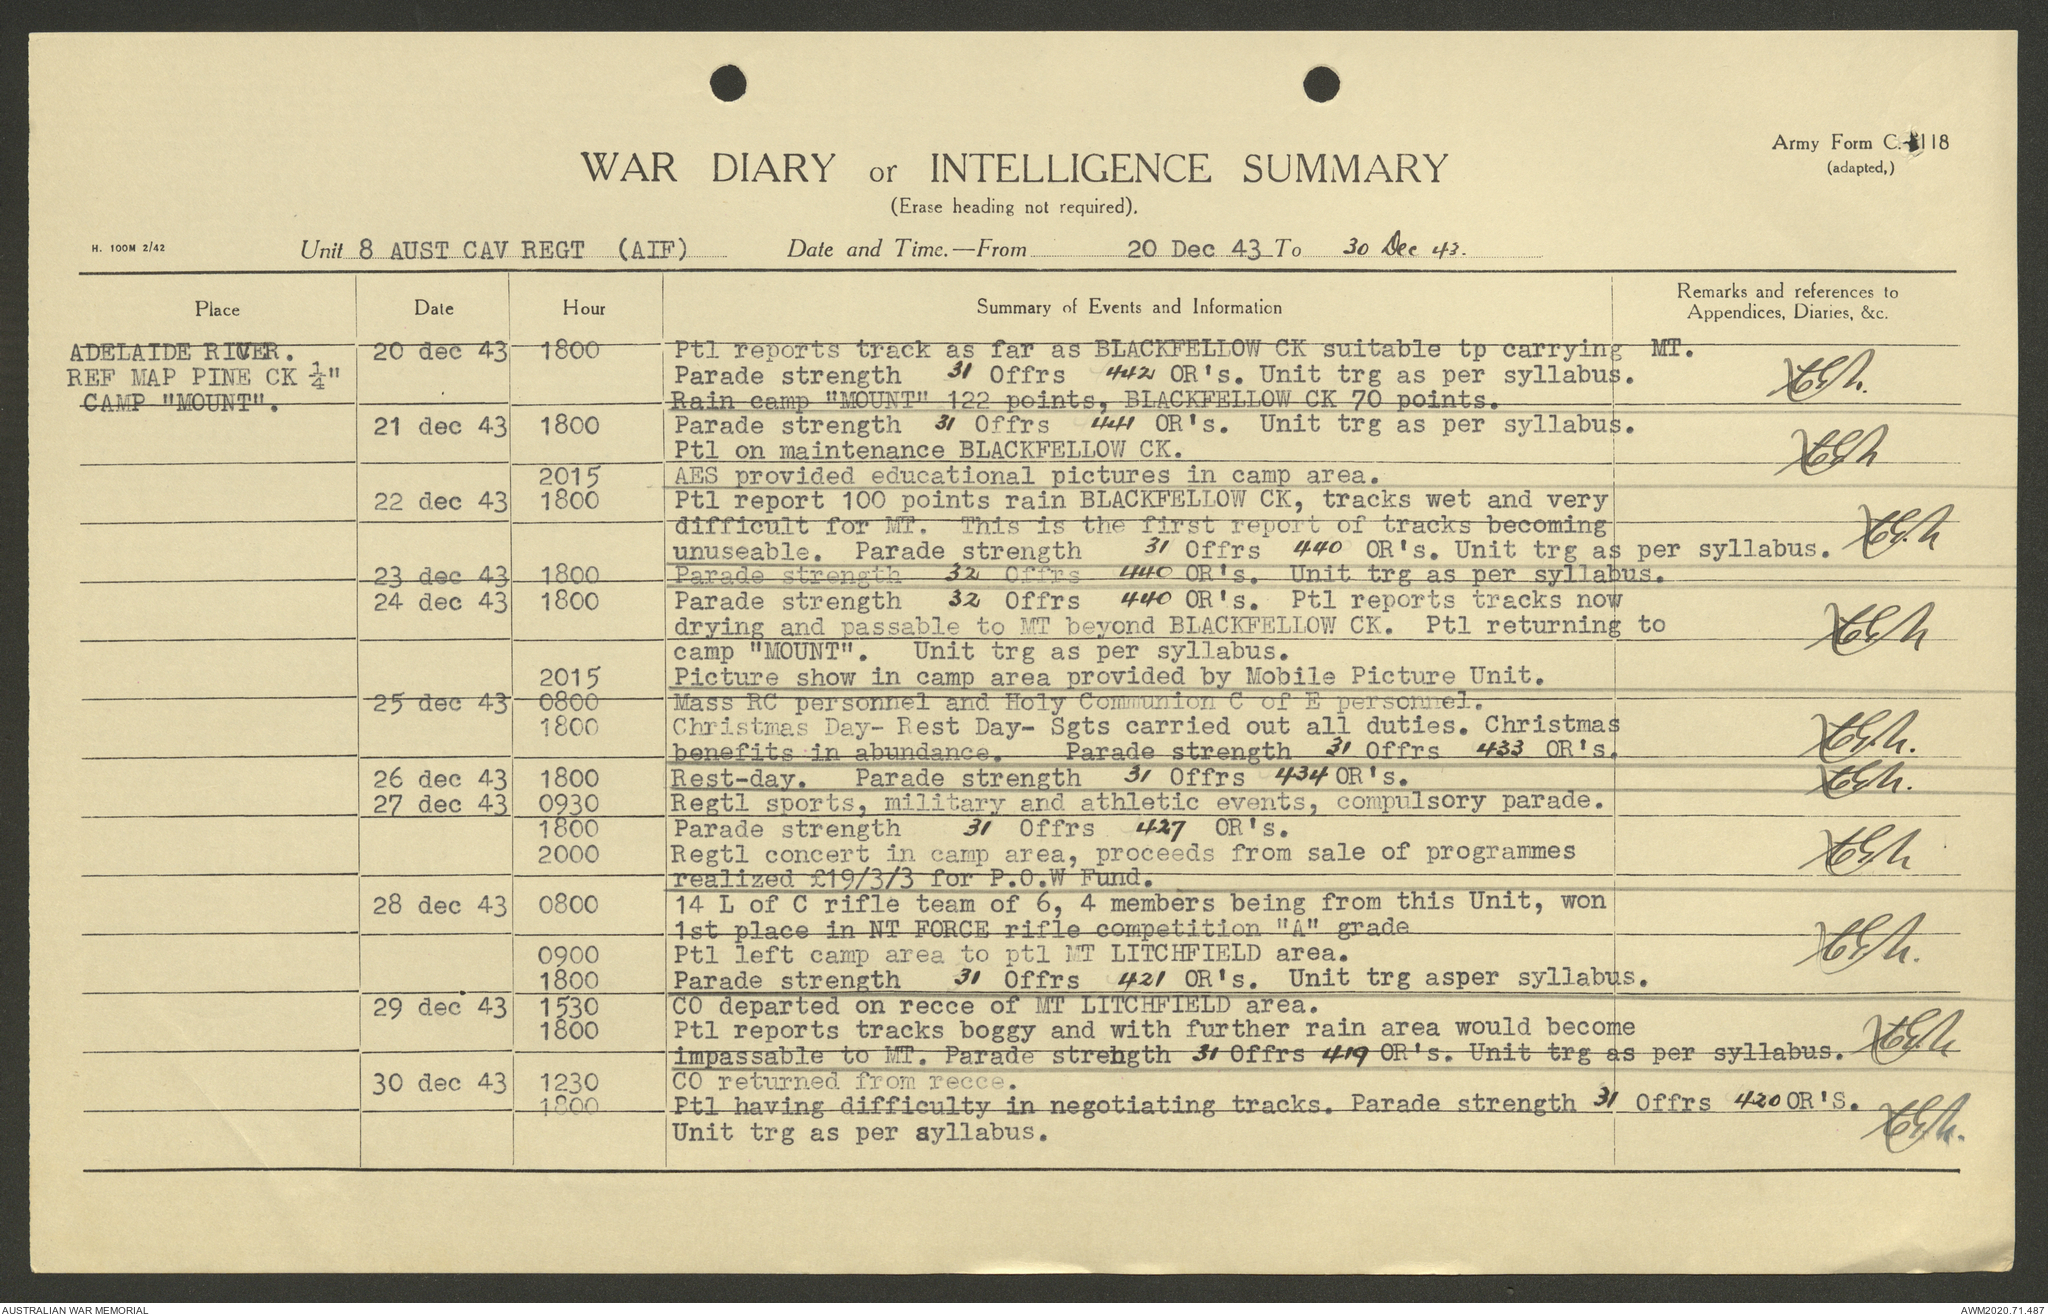 Army Form C. 118
(adapted,)
WAR DIARY or INTELLIGENCE SUMMARY
(Erase heading not required).
H. 100M 2/42
Unit 8 AUST CAV REGT (AIF) Date and Time.—From 20 Dec 43 To 30 Dec 43.
Place Date Hour Summary of Events and Information Remarks and references to
Appendices, Diaries, &c.
ADELAIDE RIVER. 20 dec 43 1800 Ptl reports track as far as BLACKFELLOW CK suitable tp carrying MT.
REF MAP PINE CK 1/4" Parade strength 31 Offrs 442 OR's. Unit trg as per syllabus.
CAMP "MOUNT". Rain camp "MOUNT" 122 points, BLACKFELLOW CK 70 points.
21 dec 43 1800 Parade strength 31 Offrs 441 OR's. Unit trg as per syllabus.
Ptl on maintenance BLACKFELLOW CK.
2015 AES provided educational pictures in camp area.
22 dec 43 1800 Ptl report 100 points rain BLACKFELLOW CK, tracks wet and very
difficult for MT. This is the first report of tracks becoming
unuseable. Parade strength 31 Offrs 440 OR's. Unit trg as per syllabus.
23 dec 43 1800 Parade strength 32 Offrs 440 OR's. Unit trg as per syllabus.
24 dec 43 1800 Parade strength 32 Offrs 440 OR's. Ptl reports tracks now
drying and passable to MT beyond BLACKFELLOW CK. Ptl returning to
camp "MOUNT". Unit trg as per syllabus.
2015 Picture show in camp area provided by Mobile Picture Unit.
25 dec 43 0800 Mass RC personnel and Holy Communion C of E personnel.
1800 Christmas Day- Rest Day- Sgts carried out all duties. Christmas
benefits in abundance. Parade strength 31 Offrs 433 OR's.
26 dec 43 1800 Rest-day. Parade strength 31 Offrs 434 OR's.
27 dec 43 0930 Regtl sports, military and athletic events, compulsory parade.
1800 Parade strength 31 Offrs 427 OR's.
2000 Regtl concert in camp area, proceeds from sale of programmes
realized £19/3/3 for P.O.W Fund.
28 dec 43 0800 14 L of C rifle team of 6, 4 members being from this Unit, won
1st place in NT FORCE rifle competition "A" grade
0900 Ptl left camp area to ptl MT LITCHFIELD area.
1800 Parade strength 31 Offrs 421 OR's. Unit trg asper syllabus.
29 dec 43 1530 CO departed on recce of MT LITCHFIELD area.
1800 Ptl reports tracks boggy and with further rain area would become
impassable to MT. Parade strehgth 31 Offrs 419 OR's. Unit trg as per syllabus.
30 dec 43 1230 CO returned from recce.
1800 Ptl having difficulty in negotiating tracks. Parade strength 31 Offrs 420 OR'S.
Unit trg as per syllabus.
AUSTRALIAN WAR MEMORIAL AWM2020.71.487